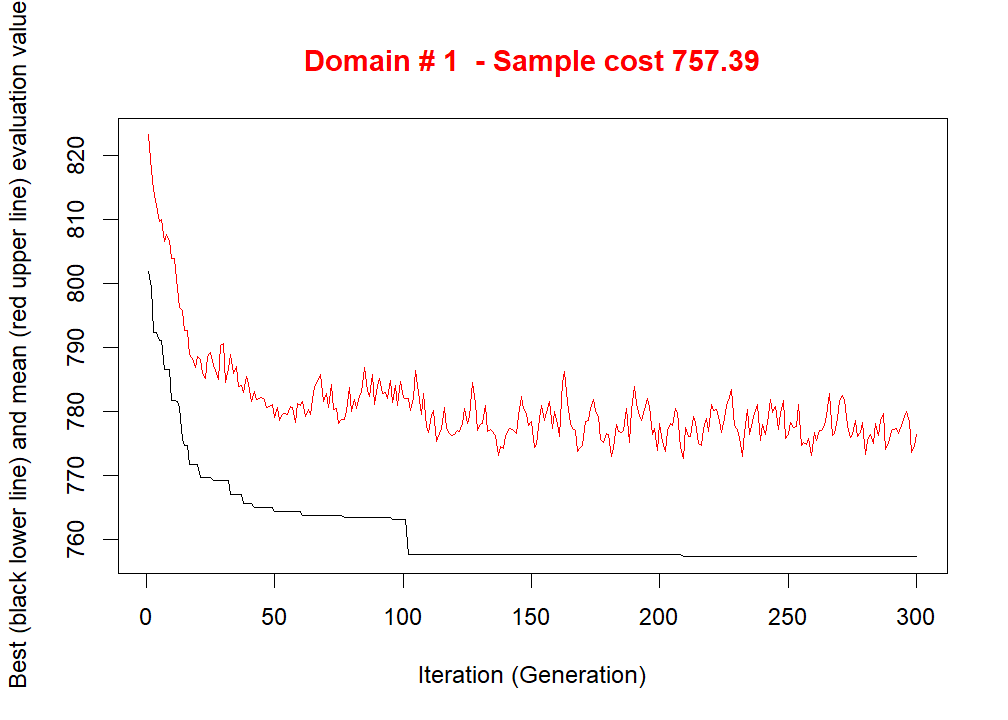 Domain # 1  - Sample cost 757.39
Best (black lower line) and mean (red upper line) evaluation value
820
810
800
790
780
770
760
0 50 100 150 200 250 300
Iteration (Generation)